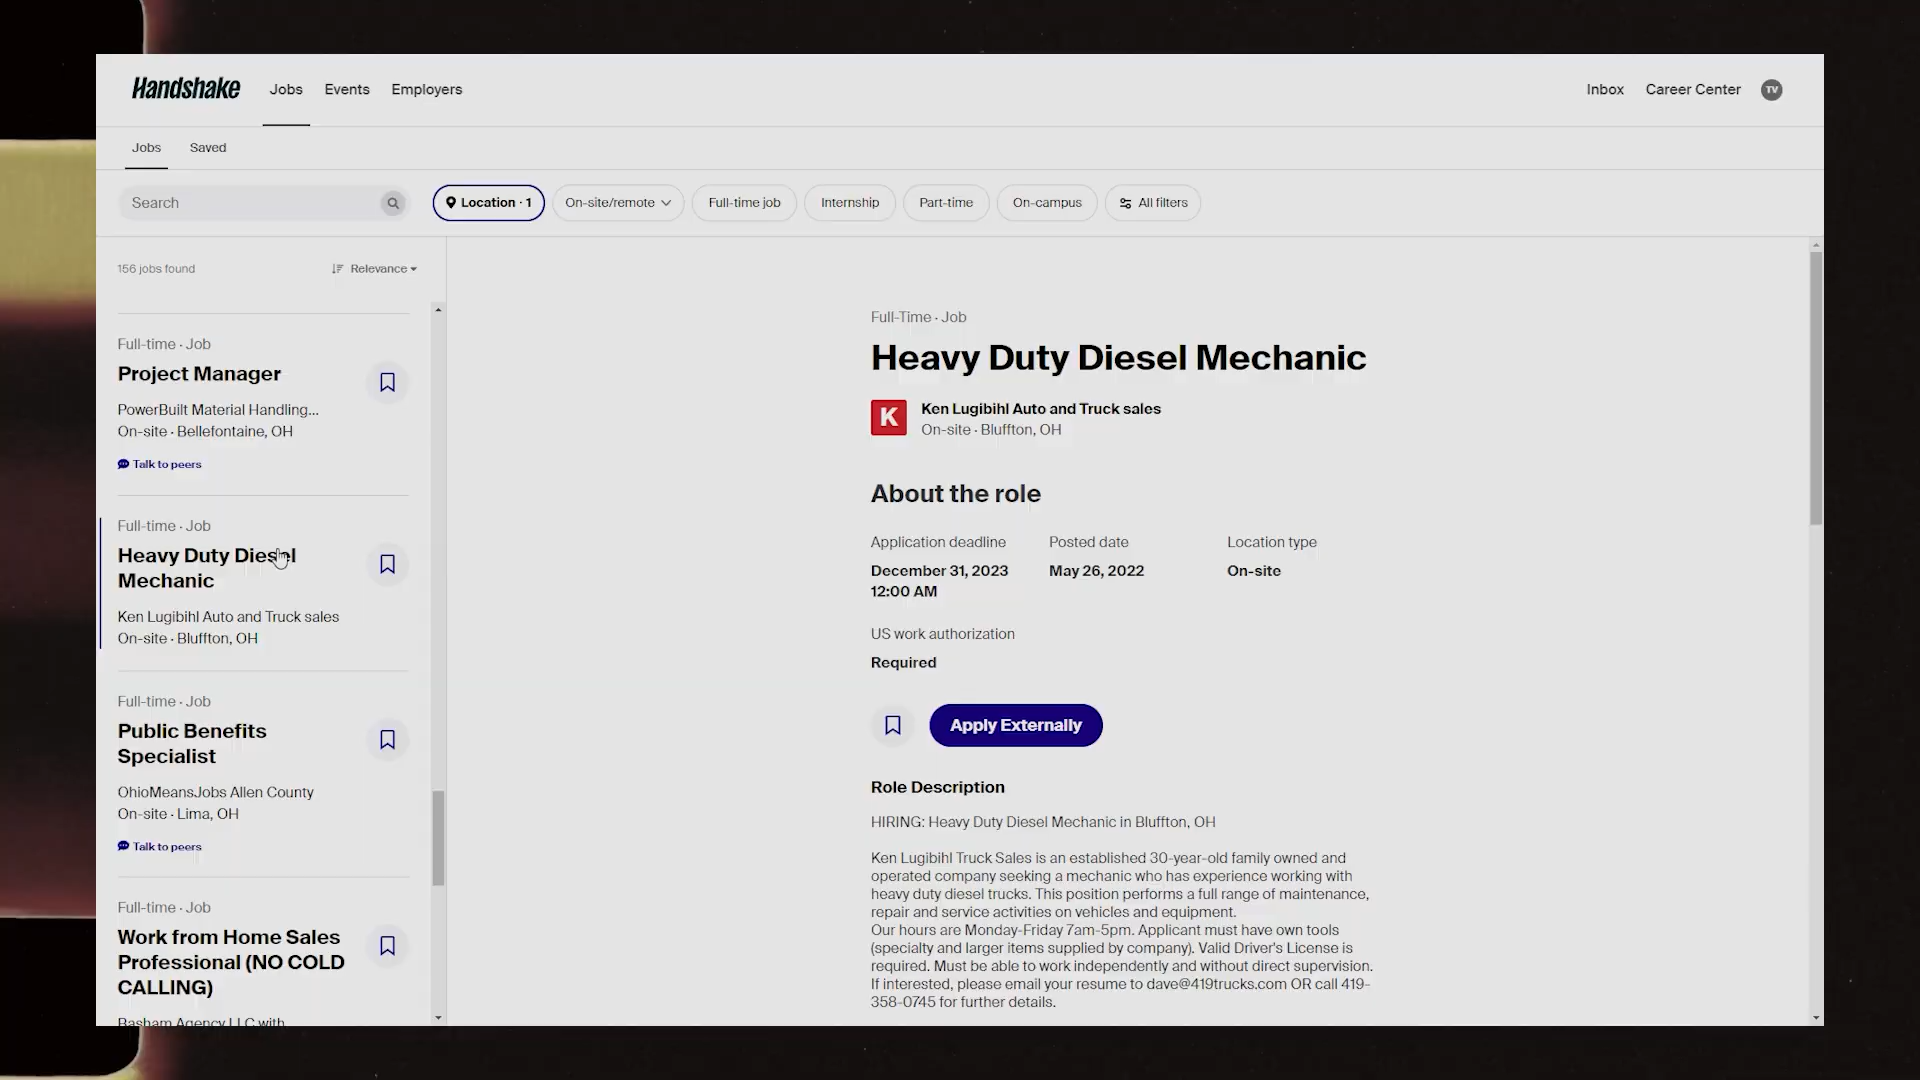 Handshake
Jobs
Events
Employers
Inbox
Career Center
TV
Jobs
Saved
Search
Location · 1
On-site/remote
Full-time job
Internship
Part-time
On-campus
All filters
156 jobs found
Relevance
Full-time · Job
Project Manager
PowerBuilt Material Handling...
On-site · Bellefontaine, OH
Talk to peers
Full-time · Job
Heavy Duty Diesel
Mechanic
Ken Lugibihl Auto and Truck sales
On-site · Bluffton, OH
Full-time · Job
Public Benefits
Specialist
OhioMeansJobs Allen County
On-site · Lima, OH
Talk to peers
Full-time · Job
Work from Home Sales
Professional (NO COLD
CALLING)
Basham Agency LLC with
Full-Time · Job
Heavy Duty Diesel Mechanic
K
Ken Lugibihl Auto and Truck sales
On-site · Bluffton, OH
About the role
Application deadline
December 31, 2023
12:00 AM
Posted date
May 26, 2022
Location type
On-site
US work authorization
Required
Apply Externally
Role Description
HIRING: Heavy Duty Diesel Mechanic in Bluffton, OH
Ken Lugibihl Truck Sales is an established 30-year-old family owned and
operated company seeking a mechanic who has experience working with
heavy duty diesel trucks. This position performs a full range of maintenance,
repair and service activities on vehicles and equipment.
Our hours are Monday-Friday 7am-5pm. Applicant must have own tools
(specialty and larger items supplied by company). Valid Driver's License is
required. Must be able to work independently and without direct supervision.
If interested, please email your resume to dave@419trucks.com OR call 419-
358-0745 for further details.